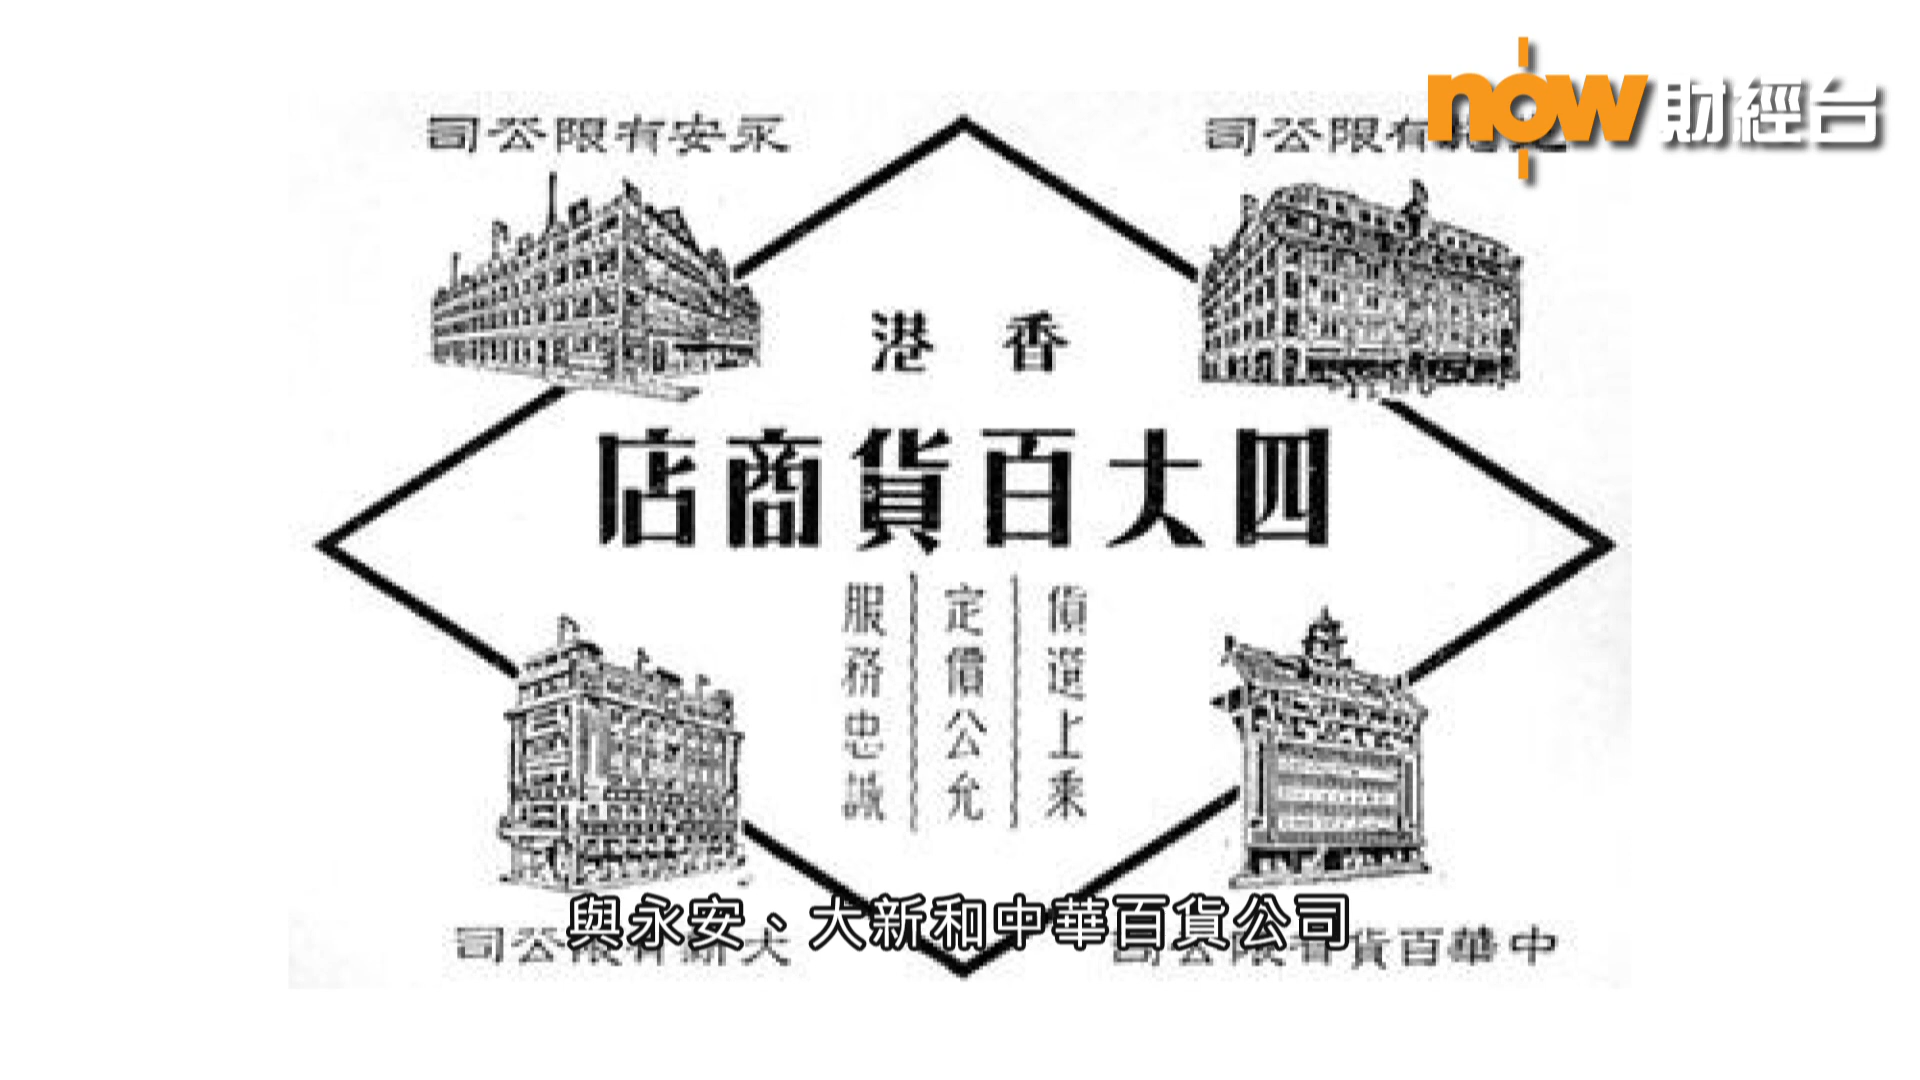 now 財經台
有限公司
永安有限公司
香港
四大百貨商店
貨選上乘
定價公允
服務忠誠
中華百貨有限公司
大新有限公司
與永安、大新和中華百貨公司